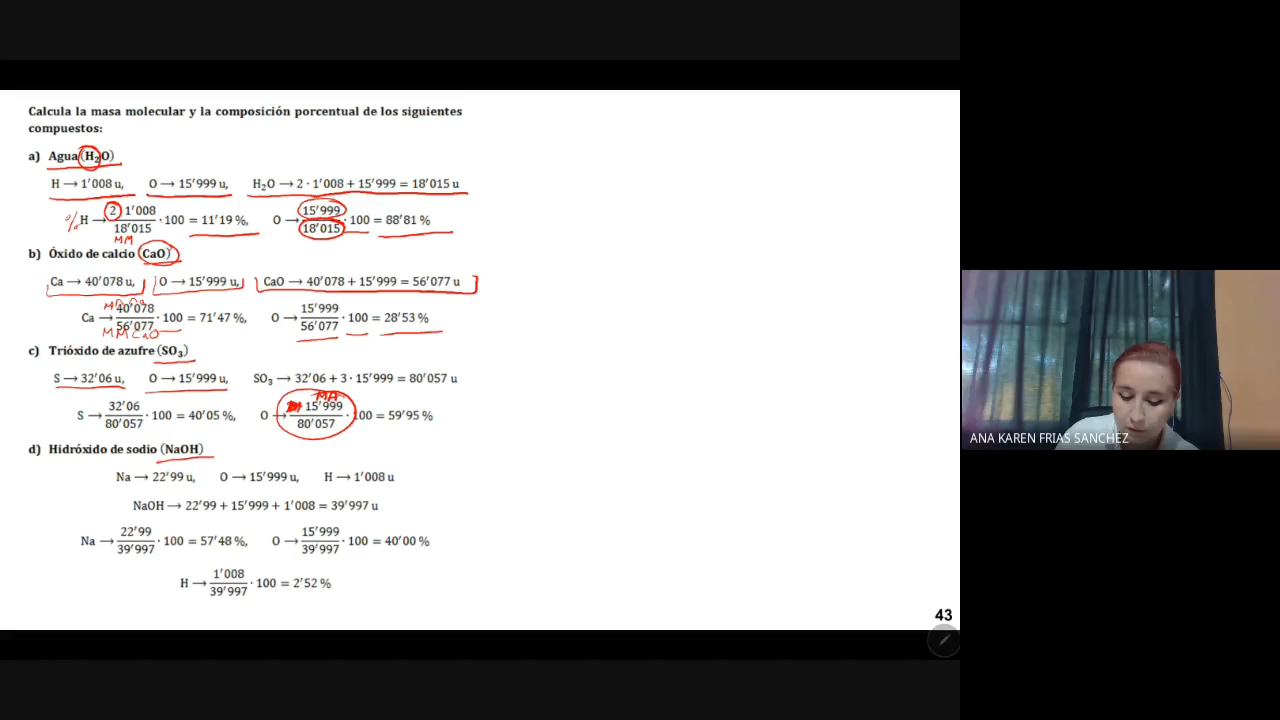 Calcula la masa molecular y la composición porcentual de los siguientes
compuestos:
a) Agua (H₂O)
H → 1'008 u, O → 15'999 u, H₂O → 2 · 1'008 + 15'999 = 18'015 u
% H → 2 1'008 / 18'015 · 100 = 11'19 %, O → 15'999 / 18'015 · 100 = 88'81 %
MM
b) Óxido de calcio (CaO)
Ca → 40'078 u, O → 15'999 u, CaO → 40'078 + 15'999 = 56'077 u
Ca → 40'078 / 56'077 · 100 = 71'47 %, O → 15'999 / 56'077 · 100 = 28'53 %
MM CaO
c) Trióxido de azufre (SO₃)
S → 32'06 u, O → 15'999 u, SO₃ → 32'06 + 3 · 15'999 = 80'057 u
MA
S → 32'06 / 80'057 · 100 = 40'05 %, O → 15'999 / 80'057 · 100 = 59'95 %
d) Hidróxido de sodio (NaOH)
Na → 22'99 u, O → 15'999 u, H → 1'008 u
NaOH → 22'99 + 15'999 + 1'008 = 39'997 u
Na → 22'99 / 39'997 · 100 = 57'48 %, O → 15'999 / 39'997 · 100 = 40'00 %
H → 1'008 / 39'997 · 100 = 2'52 %
43
ANA KAREN FRIAS SANCHEZ